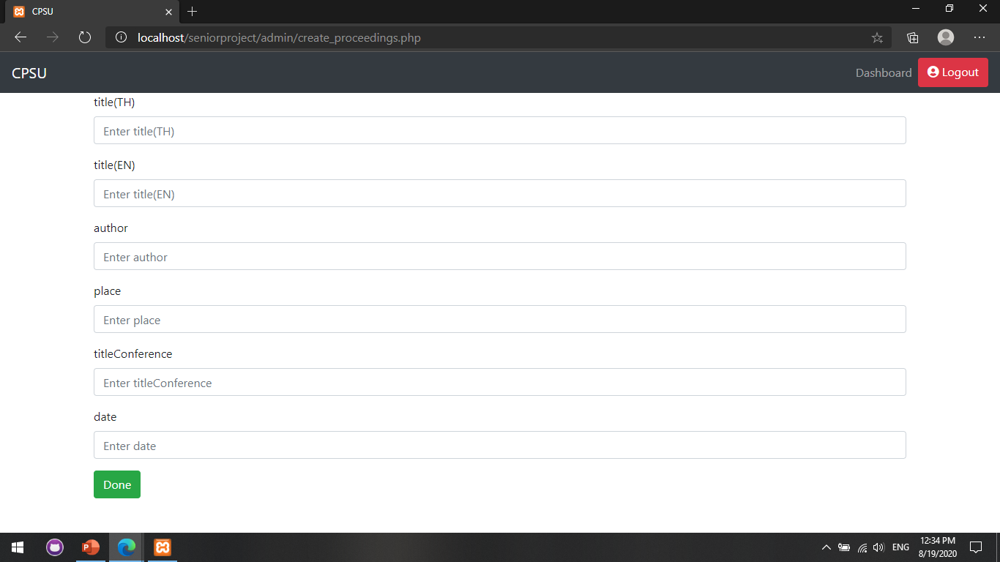 CPSU
localhost/seniorproject/admin/create_proceedings.php
CPSU
Dashboard
Logout
title(TH)
Enter title(TH)
title(EN)
Enter title(EN)
author
Enter author
place
Enter place
titleConference
Enter titleConference
date
Enter date
Done
ENG
12:34 PM
8/19/2020